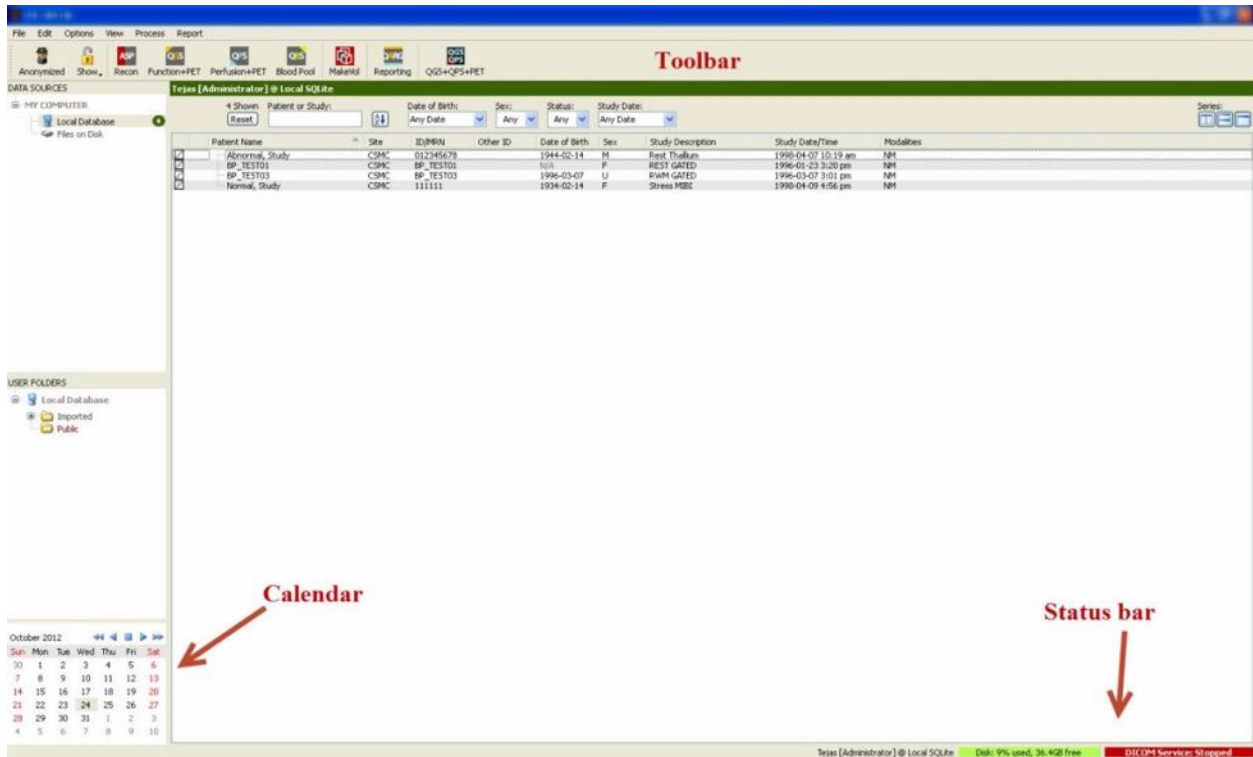 File Edit Options View Process Report
Anonymized Show Recon Function+PET Perfusion+PET Blood Pool MakeVol Reporting QGS+QPS+PET
Toolbar
DATA SOURCES
MY COMPUTER
Local Database
Files on Disk
Tejas [Administrator] @ Local SQLite
4 Shown Patient or Study: Date of Birth: Sex: Status: Study Date: Series:
Reset Any Date Any Any Any Date
Patient Name Site ID/MRN Other ID Date of Birth Sex Study Description Study Date/Time Modalities
Abnormal, Study CSMC 012345678 1944-02-14 M Rest Thallium 1998-04-07 10:19 am NM
BP_TEST01 CSMC BP_TEST01 N/A F REST GATED 1996-01-23 3:20 pm NM
BP_TEST03 CSMC BP_TEST03 1996-03-07 U RWM GATED 1996-03-07 3:01 pm NM
Normal, Study CSMC 111111 1934-02-14 F Stress MIBI 1998-04-09 4:56 pm NM
USER FOLDERS
Local Database
Imported
Public
Calendar
Status bar
October 2012
Sun Mon Tue Wed Thu Fri Sat
30 1 2 3 4 5 6
7 8 9 10 11 12 13
14 15 16 17 18 19 20
21 22 23 24 25 26 27
28 29 30 31 1 2 3
4 5 6 7 8 9 10
Tejas [Administrator] @ Local SQLite Disk: 9% used, 36.4GB free DICOM Service: Stopped